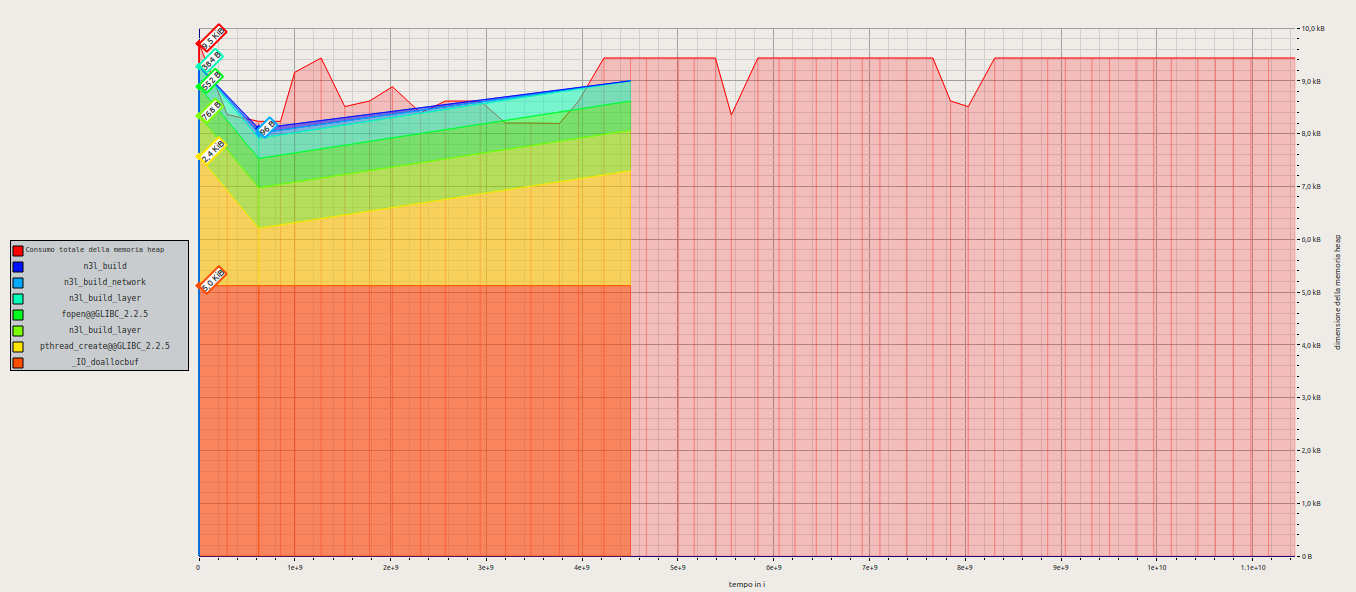 9.5 KiB
384 B
552 B
768 B
96 B
2.4 KiB
5.0 KiB
Consumo totale della memoria heap
n3l_build
n3l_build_network
n3l_build_layer
fopen@@GLIBC_2.2.5
n3l_build_layer
pthread_create@@GLIBC_2.2.5
_IO_doallocbuf
10,0 kB
9,0 kB
8,0 kB
7,0 kB
6,0 kB
5,0 kB
4,0 kB
3,0 kB
2,0 kB
1,0 kB
0 B
dimensione della memoria heap
0
1e+9
2e+9
3e+9
4e+9
5e+9
6e+9
7e+9
8e+9
9e+9
1e+10
1.1e+10
tempo in i